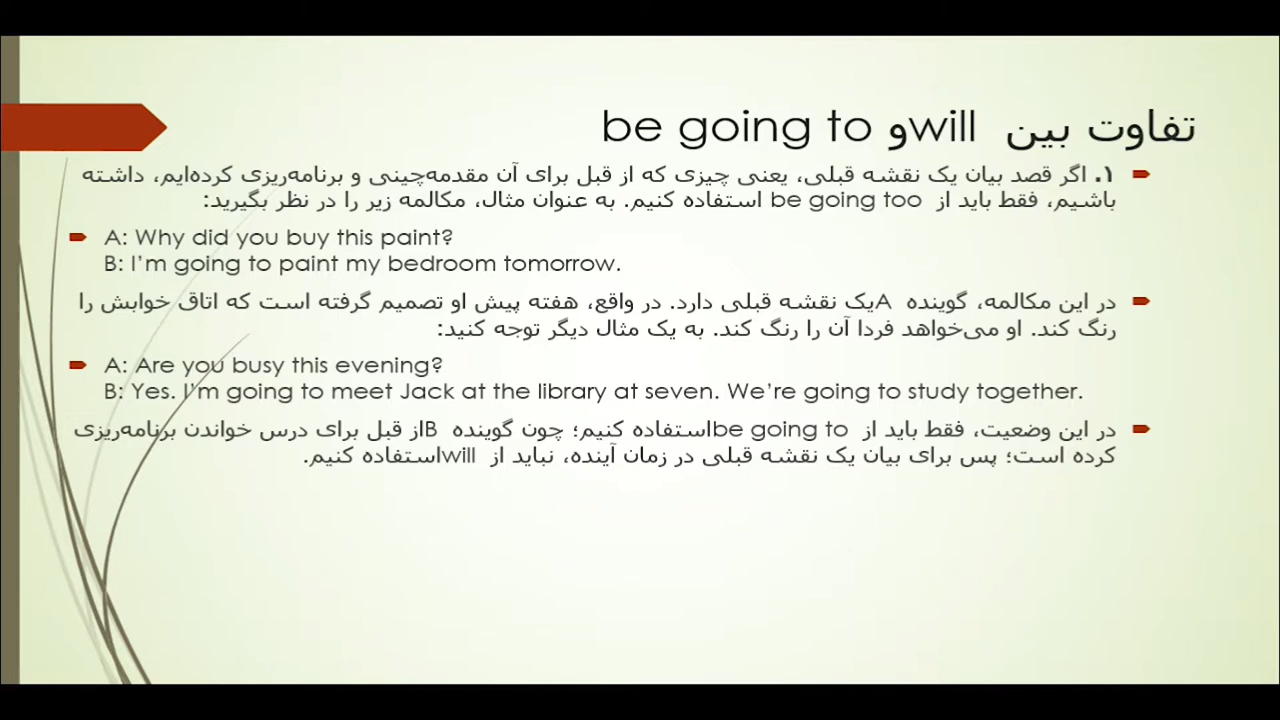 تفاوت بین will و be going to
۱. اگر قصد بیان یک نقشه قبلی، یعنی چیزی که از قبل برای آن مقدمه‌چینی و برنامه‌ریزی کرده‌ایم، داشته
باشیم، فقط باید از be going too استفاده کنیم. به عنوان مثال، مکالمه زیر را در نظر بگیرید:
A: Why did you buy this paint?
B: I’m going to paint my bedroom tomorrow.
در این مکالمه، گوینده A یک نقشه قبلی دارد. در واقع، هفته پیش او تصمیم گرفته است که اتاق خوابش را
رنگ کند. او می‌خواهد فردا آن را رنگ کند. به یک مثال دیگر توجه کنید:
A: Are you busy this evening?
B: Yes. I’m going to meet Jack at the library at seven. We’re going to study together.
در این وضعیت، فقط باید از be going to استفاده کنیم؛ چون گوینده B از قبل برای درس خواندن برنامه‌ریزی
کرده است؛ پس برای بیان یک نقشه قبلی در زمان آینده، نباید از will استفاده کنیم.